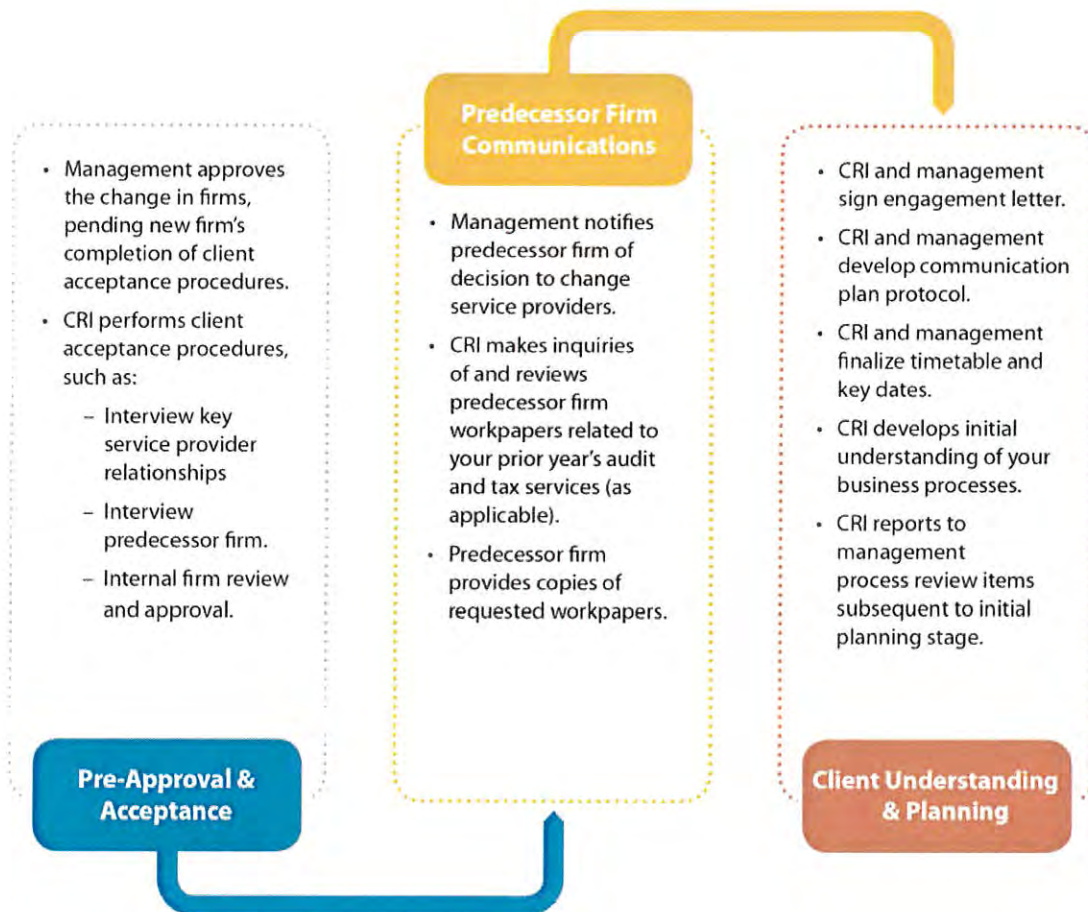 • Management approves
the change in firms,
pending new firm's
completion of client
acceptance procedures.
• CRI performs client
acceptance procedures,
such as:
– Interview key
service provider
relationships
– Interview
predecessor firm.
– Internal firm review
and approval.
Pre-Approval &
Acceptance
Predecessor Firm
Communications
• Management notifies
predecessor firm of
decision to change
service providers.
• CRI makes inquiries
of and reviews
predecessor firm
workpapers related to
your prior year's audit
and tax services (as
applicable).
• Predecessor firm
provides copies of
requested workpapers.
• CRI and management
sign engagement letter.
• CRI and management
develop communication
plan protocol.
• CRI and management
finalize timetable and
key dates.
• CRI develops initial
understanding of your
business processes.
• CRI reports to
management
process review items
subsequent to initial
planning stage.
Client Understanding
& Planning